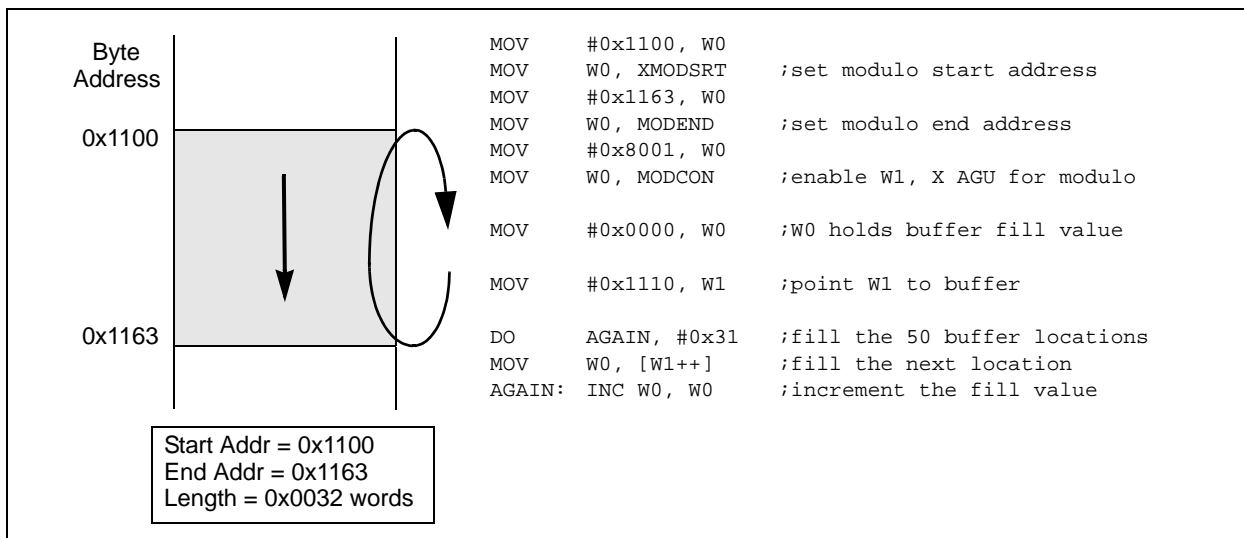 Byte
Address
0x1100
0x1163
Start Addr = 0x1100
End Addr = 0x1163
Length = 0x0032 words
MOV #0x1100, W0
MOV W0, XMODSRT ;set modulo start address
MOV #0x1163, W0
MOV W0, MODEND ;set modulo end address
MOV #0x8001, W0
MOV W0, MODCON ;enable W1, X AGU for modulo
MOV #0x0000, W0 ;W0 holds buffer fill value
MOV #0x1110, W1 ;point W1 to buffer
DO AGAIN, #0x31 ;fill the 50 buffer locations
MOV W0, [W1++] ;fill the next location
AGAIN: INC W0, W0 ;increment the fill value